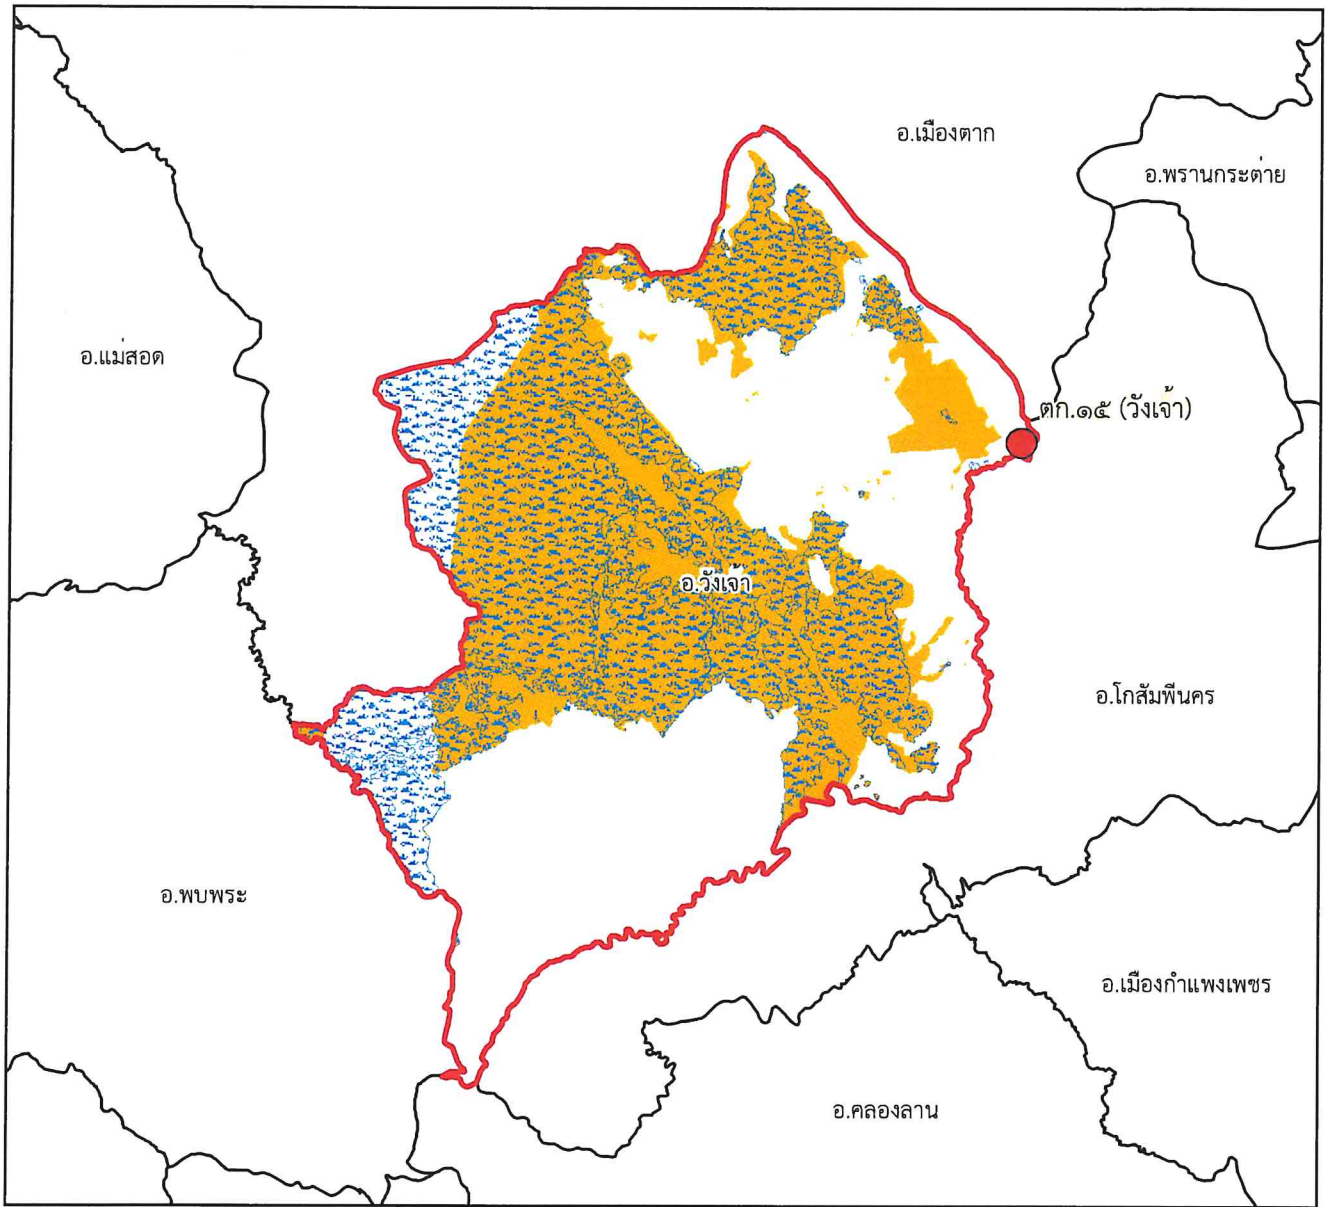 อ.เมืองตาก
อ.พรานกระต่าย
อ.แม่สอด
ตก.๑๕ (วังเจ้า)
อ.วังเจ้า
อ.โกสัมพีนคร
อ.พบพระ
อ.เมืองกำแพงเพชร
อ.คลองลาน